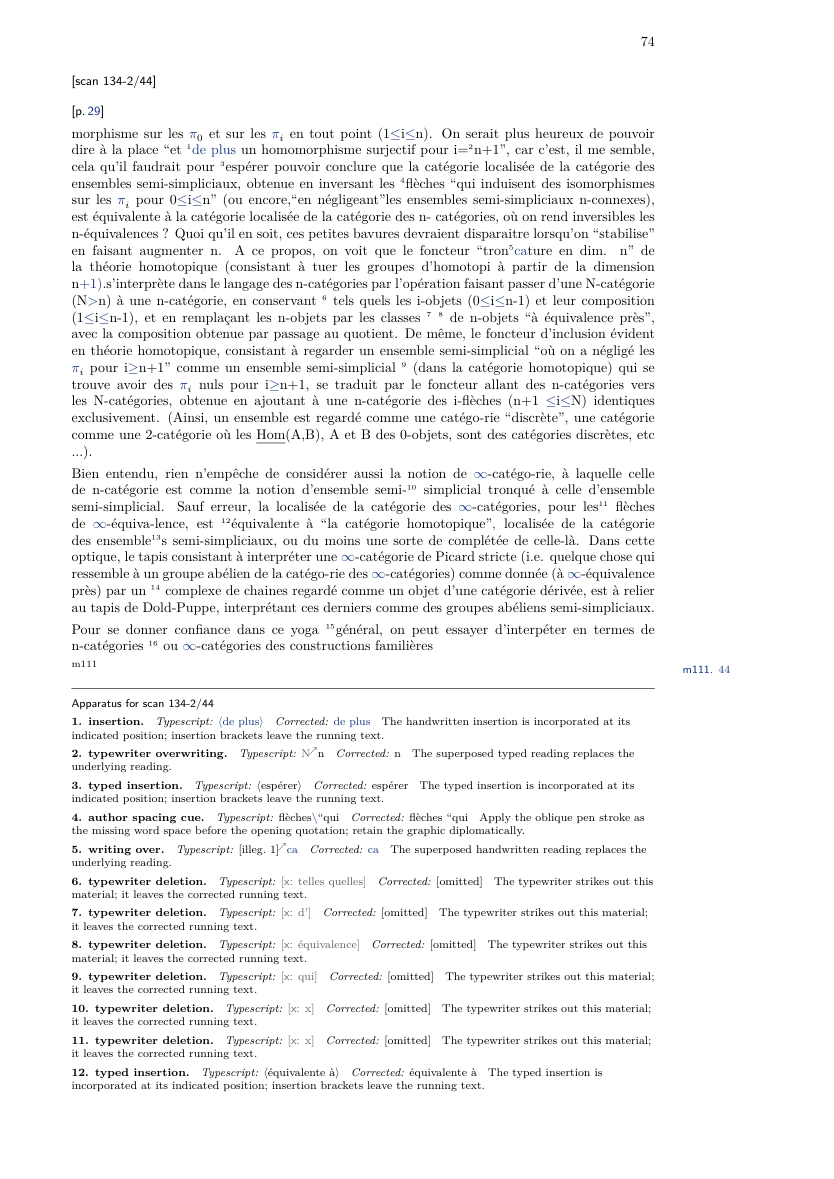 74
[scan 134-2/44]
[p. 29]
morphisme sur les π₀ et sur les πᵢ en tout point (1≤i≤n). On serait plus heureux de pouvoir
dire à la place “et ¹de plus un homomorphisme surjectif pour i=²n+1”, car c’est, il me semble,
cela qu’il faudrait pour ³espérer pouvoir conclure que la catégorie localisée de la catégorie des
ensembles semi-simpliciaux, obtenue en inversant les ⁴flèches “qui induisent des isomorphismes
sur les πᵢ pour 0≤i≤n” (ou encore,“en négligeant”les ensembles semi-simpliciaux n-connexes),
est équivalente à la catégorie localisée de la catégorie des n- catégories, où on rend inversibles les
n-équivalences ? Quoi qu’il en soit, ces petites bavures devraient disparaitre lorsqu’on “stabilise”
en faisant augmenter n. A ce propos, on voit que le foncteur “tron⁵cature en dim. n” de
la théorie homotopique (consistant à tuer les groupes d’homotopi à partir de la dimension
n+1).s’interprète dans le langage des n-catégories par l’opération faisant passer d’une N-catégorie
(N>n) à une n-catégorie, en conservant ⁶ tels quels les i-objets (0≤i≤n-1) et leur composition
(1≤i≤n-1), et en remplaçant les n-objets par les classes ⁷ ⁸ de n-objets “à équivalence près”,
avec la composition obtenue par passage au quotient. De même, le foncteur d’inclusion évident
en théorie homotopique, consistant à regarder un ensemble semi-simplicial “où on a négligé les
πᵢ pour i≥n+1” comme un ensemble semi-simplicial ⁹ (dans la catégorie homotopique) qui se
trouve avoir des πᵢ nuls pour i≥n+1, se traduit par le foncteur allant des n-catégories vers
les N-catégories, obtenue en ajoutant à une n-catégorie des i-flèches (n+1 ≤i≤N) identiques
exclusivement. (Ainsi, un ensemble est regardé comme une catégo-rie “discrète”, une catégorie
comme une 2-catégorie où les Hom(A,B), A et B des 0-objets, sont des catégories discrètes, etc
...).
Bien entendu, rien n’empêche de considérer aussi la notion de ∞-catégo-rie, à laquelle celle
de n-catégorie est comme la notion d’ensemble semi-¹⁰ simplicial tronqué à celle d’ensemble
semi-simplicial. Sauf erreur, la localisée de la catégorie des ∞-catégories, pour les¹¹ flèches
de ∞-équiva-lence, est ¹²équivalente à “la catégorie homotopique”, localisée de la catégorie
des ensemble¹³s semi-simpliciaux, ou du moins une sorte de complétée de celle-là. Dans cette
optique, le tapis consistant à interpréter une ∞-catégorie de Picard stricte (i.e. quelque chose qui
ressemble à un groupe abélien de la catégo-rie des ∞-catégories) comme donnée (à ∞-équivalence
près) par un ¹⁴ complexe de chaines regardé comme un objet d’une catégorie dérivée, est à relier
au tapis de Dold-Puppe, interprétant ces derniers comme des groupes abéliens semi-simpliciaux.
Pour se donner confiance dans ce yoga ¹⁵général, on peut essayer d’interpéter en termes de
n-catégories ¹⁶ ou ∞-catégories des constructions familières
m111
m111. 44
Apparatus for scan 134-2/44
1. insertion. Typescript: ⟨de plus⟩ Corrected: de plus The handwritten insertion is incorporated at its
indicated position; insertion brackets leave the running text.
2. typewriter overwriting. Typescript: N↗n Corrected: n The superposed typed reading replaces the
underlying reading.
3. typed insertion. Typescript: ⟨espérer⟩ Corrected: espérer The typed insertion is incorporated at its
indicated position; insertion brackets leave the running text.
4. author spacing cue. Typescript: flèches\“qui Corrected: flèches “qui Apply the oblique pen stroke as
the missing word space before the opening quotation; retain the graphic diplomatically.
5. writing over. Typescript: [illeg. 1]↗ca Corrected: ca The superposed handwritten reading replaces the
underlying reading.
6. typewriter deletion. Typescript: [x: telles quelles] Corrected: [omitted] The typewriter strikes out this
material; it leaves the corrected running text.
7. typewriter deletion. Typescript: [x: d’] Corrected: [omitted] The typewriter strikes out this material;
it leaves the corrected running text.
8. typewriter deletion. Typescript: [x: équivalence] Corrected: [omitted] The typewriter strikes out this
material; it leaves the corrected running text.
9. typewriter deletion. Typescript: [x: qui] Corrected: [omitted] The typewriter strikes out this material;
it leaves the corrected running text.
10. typewriter deletion. Typescript: [x: x] Corrected: [omitted] The typewriter strikes out this material;
it leaves the corrected running text.
11. typewriter deletion. Typescript: [x: x] Corrected: [omitted] The typewriter strikes out this material;
it leaves the corrected running text.
12. typed insertion. Typescript: ⟨équivalente à⟩ Corrected: équivalente à The typed insertion is
incorporated at its indicated position; insertion brackets leave the running text.